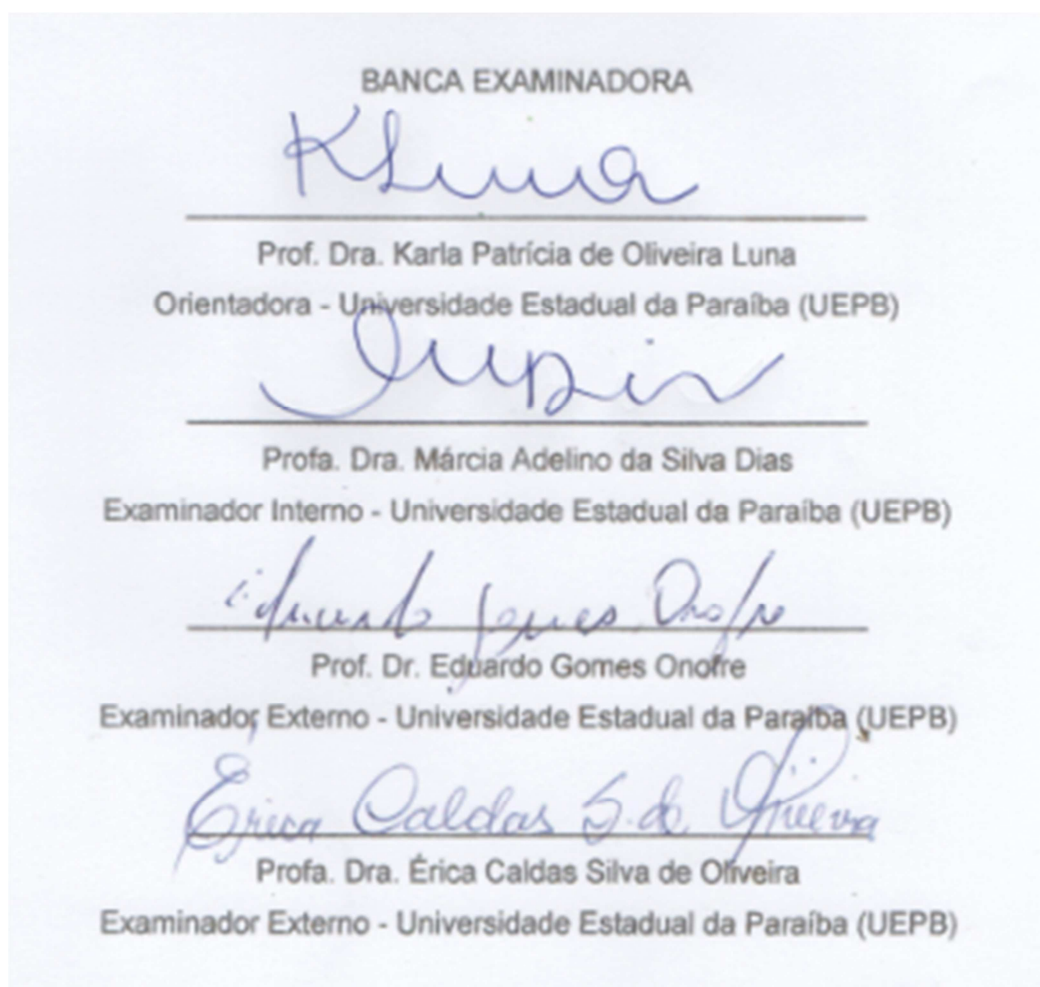 BANCA EXAMINADORA
KLuna
Prof. Dra. Karla Patrícia de Oliveira Luna
Orientadora - Universidade Estadual da Paraíba (UEPB)
Profa. Dra. Márcia Adelino da Silva Dias
Examinador Interno - Universidade Estadual da Paraíba (UEPB)
Eduardo Gomes Onofre
Prof. Dr. Eduardo Gomes Onofre
Examinador Externo - Universidade Estadual da Paraíba (UEPB)
Érica Caldas S. de Oliveira
Profa. Dra. Érica Caldas Silva de Oliveira
Examinador Externo - Universidade Estadual da Paraíba (UEPB)